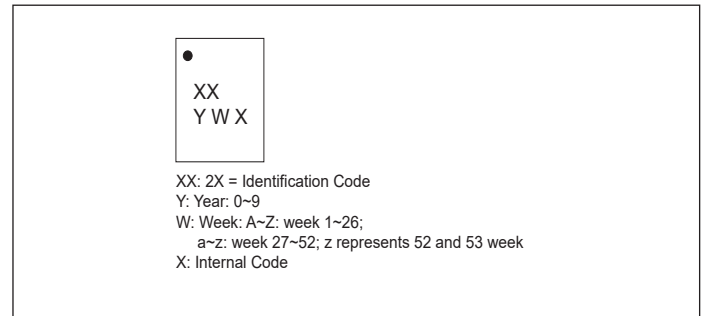 XX
Y W X
XX: 2X = Identification Code
Y: Year: 0~9
W: Week: A~Z: week 1~26;
a~z: week 27~52; z represents 52 and 53 week
X: Internal Code